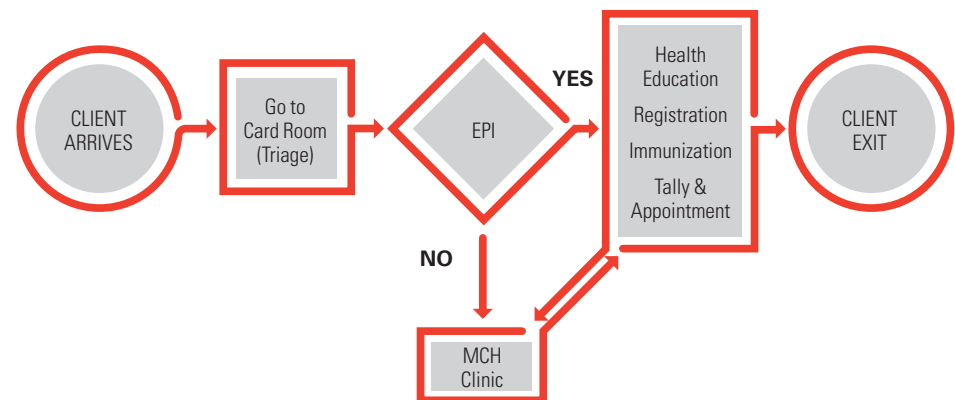 CLIENT
ARRIVES
Go to
Card Room
(Triage)
EPI
YES
NO
MCH
Clinic
Health
Education
Registration
Immunization
Tally &
Appointment
CLIENT
EXIT